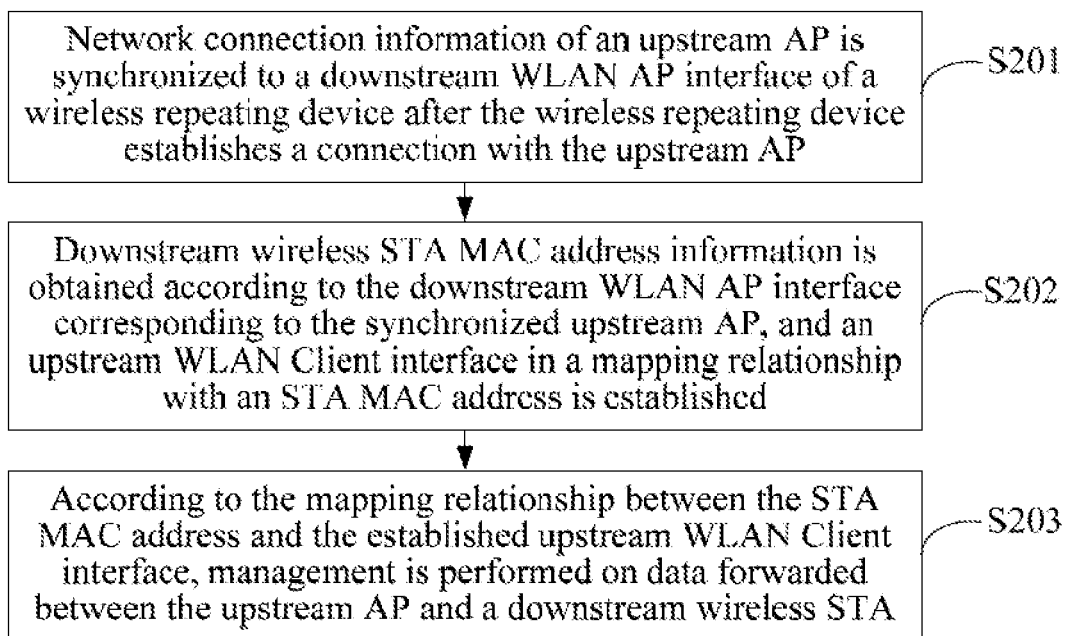 Network connection information of an upstream AP is
synchronized to a downstream WLAN AP interface of a
wireless repeating device after the wireless repeating device
establishes a connection with the upstream AP
S201
Downstream wireless STA MAC address information is
obtained according to the downstream WLAN AP interface
corresponding to the synchronized upstream AP, and an
upstream WLAN Client interface in a mapping relationship
with an STA MAC address is established
S202
According to the mapping relationship between the STA
MAC address and the established upstream WLAN Client
interface, management is performed on data forwarded
between the upstream AP and a downstream wireless STA
S203